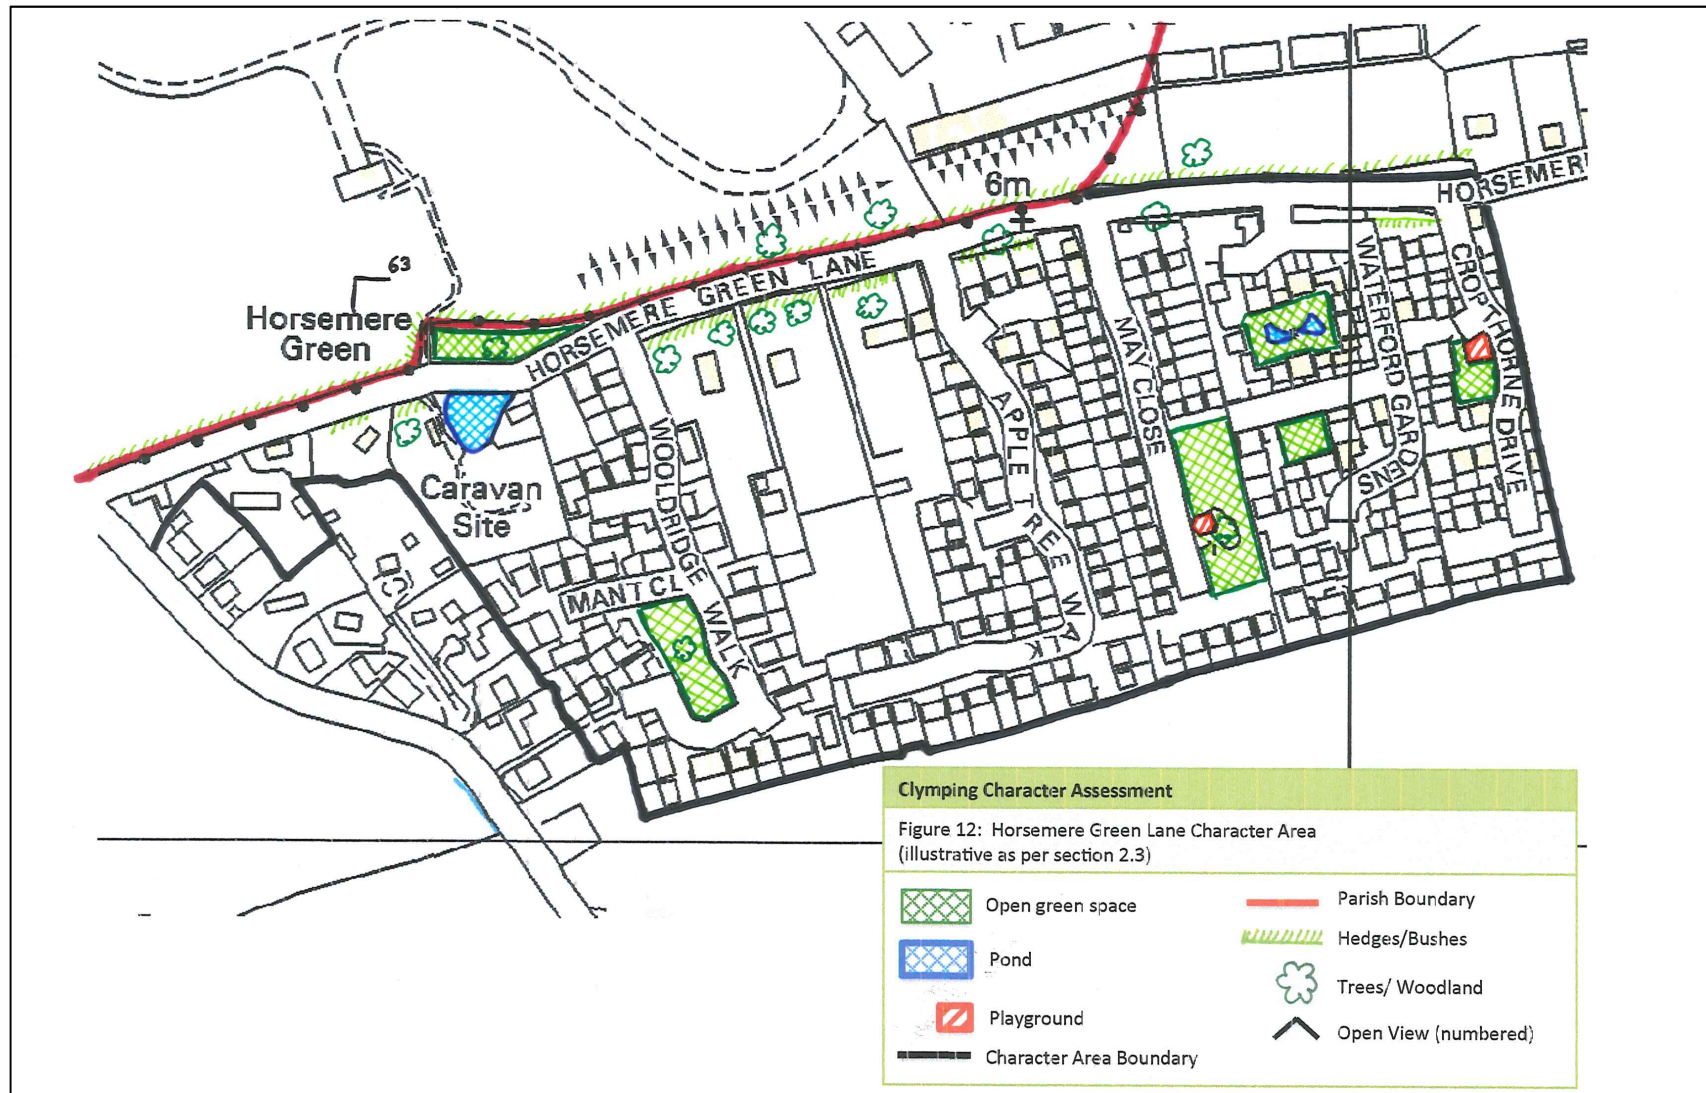 6m
HORSEMER
63
Horsemere
Green
HORSEMERE GREEN LANE
WATERFORD GARDENS
CROPTHORNE DRIVE
MAY CLOSE
APPLE TREE WALK
WOOLDRIDGE WALK
Caravan
Site
MANT CL
Clymping Character Assessment
Figure 12: Horsemere Green Lane Character Area
(illustrative as per section 2.3)
Open green space
Pond
Playground
Character Area Boundary
Parish Boundary
Hedges/Bushes
Trees/ Woodland
Open View (numbered)